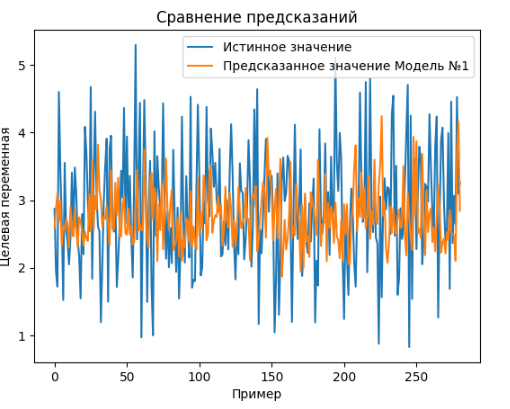 Сравнение предсказаний
Истинное значение
Предсказанное значение Модель №1
Целевая переменная
5
4
3
2
1
0
50
100
150
200
250
Пример